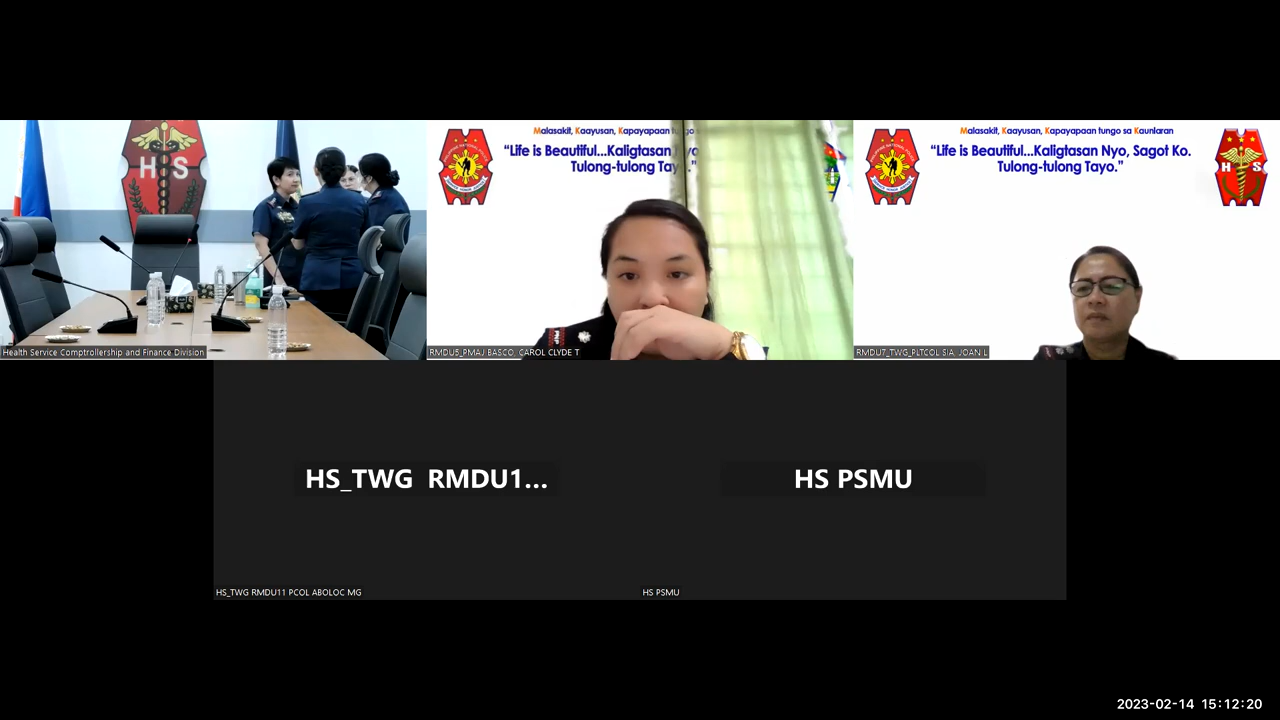 H S
Health Service Comptrollership and Finance Division
Malasakit, Kaayusan, Kapayapaan tungo
“Life is Beautiful...Kaligtasan
Tulong-tulong Tay
.”
RMDU5_PMAJ BASCO, CAROL CLYDE T
Malasakit, Kaayusan, Kapayapaan tungo sa Kaunlaran
“Life is Beautiful...Kaligtasan Nyo, Sagot Ko.
Tulong-tulong Tayo.”
H S
RMDU7_TWG_PLTCOL SIA, JOAN L
HS_TWG RMDU1...
HS_TWG RMDU11 PCOL ABOLOC MG
HS PSMU
HS PSMU
2023-02-14 15:12:20